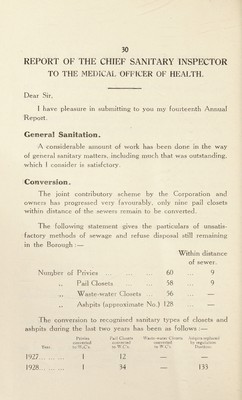 30
REPORT OF THE CHIEF SANITARY INSPECTOR
TO THE MEDICAL OFFICER OF HEALTH.
Dear Sir,
I have pleasure in submitting to you my fourteenth Annual
Report.
General Sanitation.
A considerable amount of work has been done in the way
of general sanitary matters, including much that was outstanding,
which I consider is satisfctory.
Conversion.
The joint contributory scheme by the Corporation and
owners has progressed very favourably, only nine pail closets
within distance of the sewers remain to be converted.
The following statement gives the particulars of unsatis-
factory methods of sewage and refuse disposal still remaining
in the Borough :—
Within distance
of sewer.
Number of Privies ... ... ... 60 ... 9
„ Pail Closets ... ... 58 ... 9
„ Waste-water Closets ... 56 ... —
„ Ashpits (approximate No.) 128 ... —
The conversion to recognised sanitary types of closets and
ashpits during the last two years has been as follows :—
Year. Privies converted to W.C's. Pail Closets converted to W.C's. Waste-water Closets converted to W.C's. Ashpits replaced by regulation Dustbins.
1927 ... ... 1 12 — —
1928 ... ... 1 34 — 133